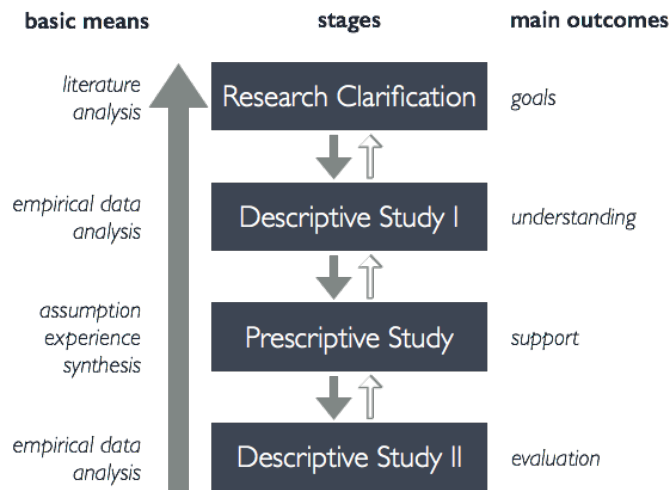 basic means stages main outcomes
literature
analysis
Research Clarification
goals
empirical data
analysis
Descriptive Study I
understanding
assumption
experience
synthesis
Prescriptive Study
support
empirical data
analysis
Descriptive Study II
evaluation